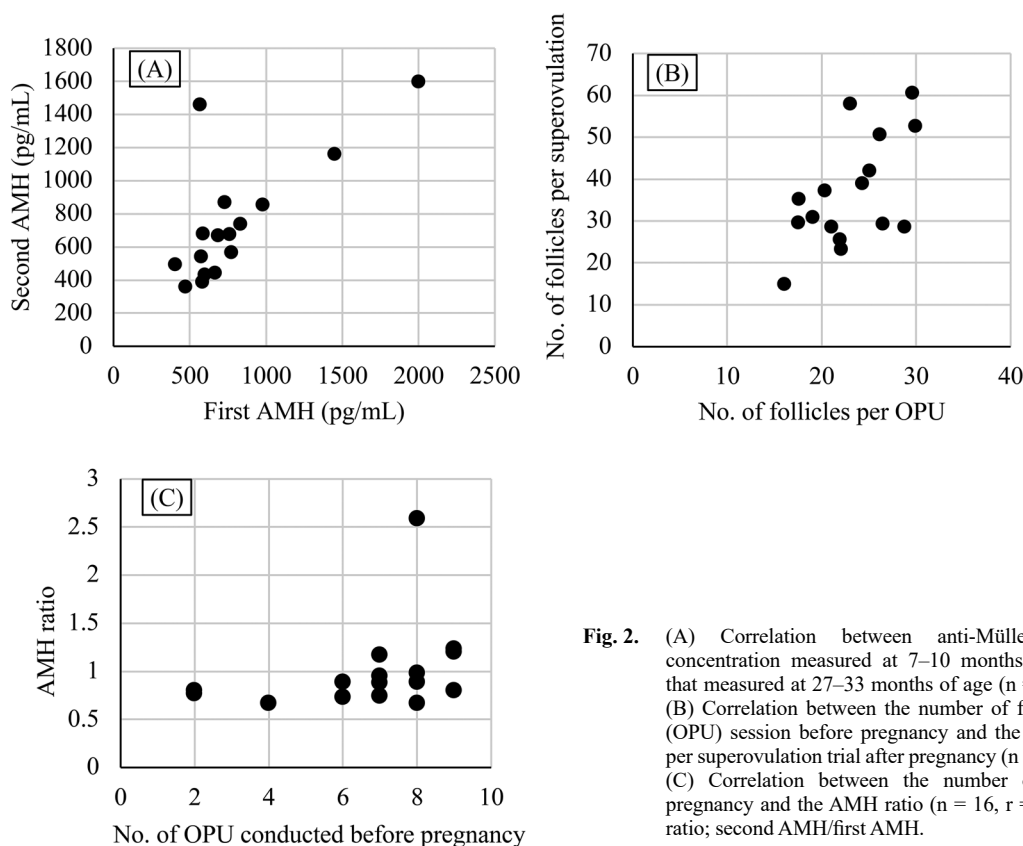 (A)
1800
1600
1400
1200
1000
800
600
400
200
0
Second AMH (pg/mL)
0
500
1000
1500
2000
2500
First AMH (pg/mL)
(B)
70
60
50
40
30
20
10
0
No. of follicles per superovulation
0
10
20
30
40
No. of follicles per OPU
(C)
3
2.5
2
1.5
1
0.5
0
AMH ratio
0
2
4
6
8
10
No. of OPU conducted before pregnancy
Fig. 2. (A) Correlation between anti-Mülle
concentration measured at 7–10 months
that measured at 27–33 months of age (n =
(B) Correlation between the number of f
(OPU) session before pregnancy and the
per superovulation trial after pregnancy (n
(C) Correlation between the number
pregnancy and the AMH ratio (n = 16, r =
ratio; second AMH/first AMH.